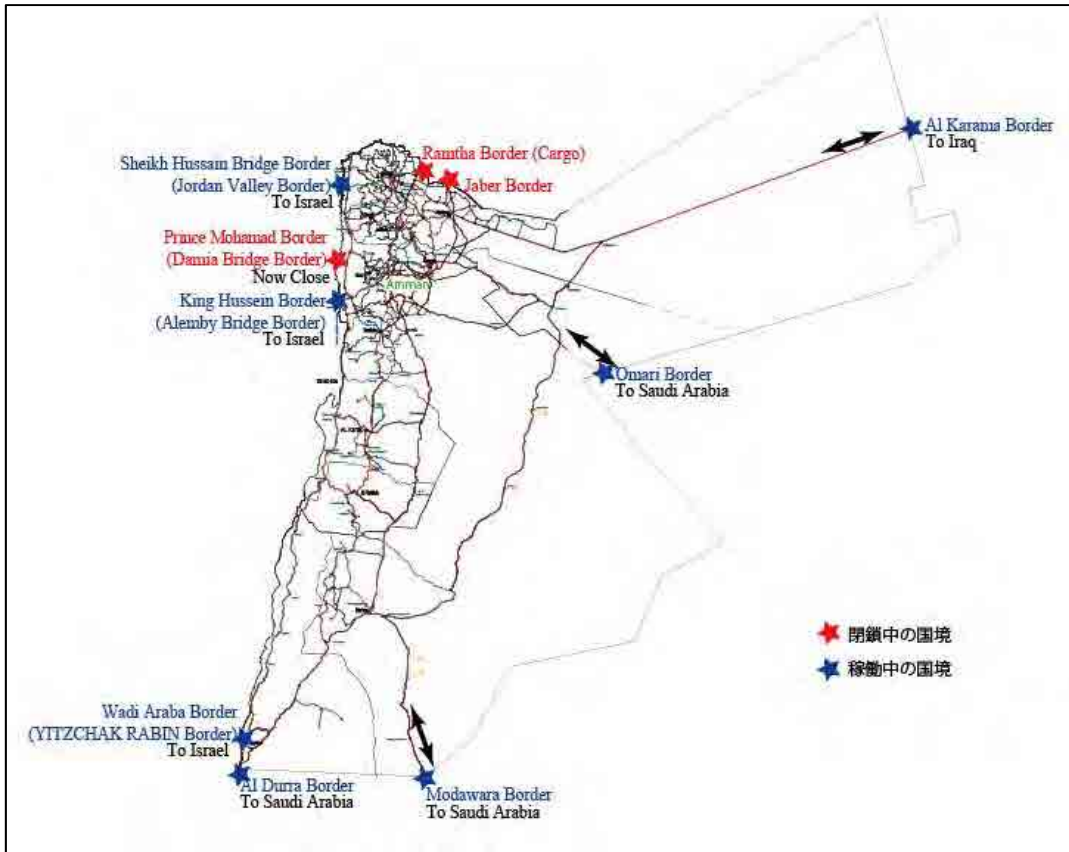 Al Karama Border
To Iraq
Ramtha Border (Cargo)
Jaber Border
Sheikh Hussain Bridge Border
(Jordan Valley Border)
To Israel
Prince Mohamad Border
(Damia Bridge Border)
Now Close
Amman
King Hussein Border
(Alemby Bridge Border)
To Israel
Omari Border
To Saudi Arabia
閉鎖中の国境
稼働中の国境
Wadi Araba Border
(YITZCHAK RABIN Border)
To Israel
Al Durra Border
To Saudi Arabia
Modawara Border
To Saudi Arabia